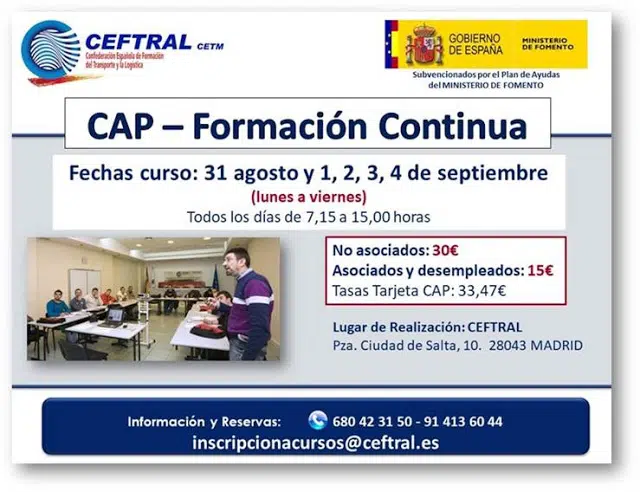 CEFTRAL CETM
Confederación Española de Formación
del Transporte y la Logística
GOBIERNO
DE ESPAÑA
MINISTERIO
DE FOMENTO
Subvencionados por el Plan de Ayudas
del MINISTERIO DE FOMENTO
CAP – Formación Continua
Fechas curso: 31 agosto y 1, 2, 3, 4 de septiembre
(lunes a viernes)
Todos los días de 7,15 a 15,00 horas
No asociados: 30€
Asociados y desempleados: 15€
Tasas Tarjeta CAP: 33,47€
Lugar de Realización: CEFTRAL
Pza. Ciudad de Salta, 10. 28043 MADRID
Información y Reservas: 680 42 31 50 - 91 413 60 44
inscripcionacursos@ceftral.es